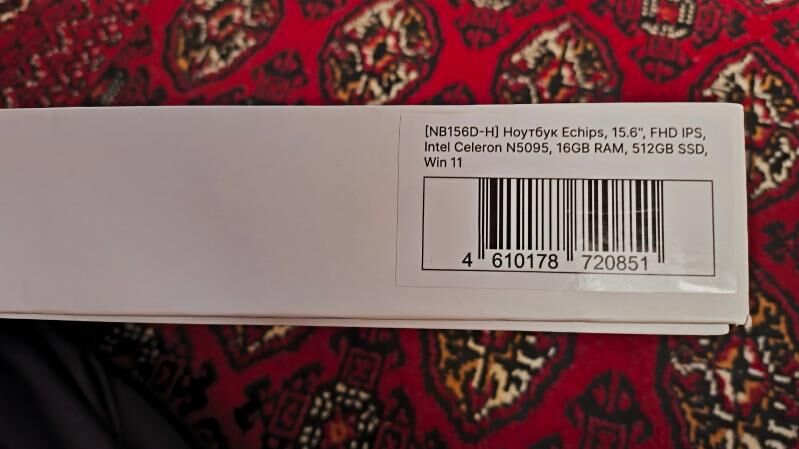 [NB156D-H] Ноутбук Echips, 15.6", FHD IPS,
Intel Celeron N5095, 16GB RAM, 512GB SSD,
Win 11
4 610178 720851